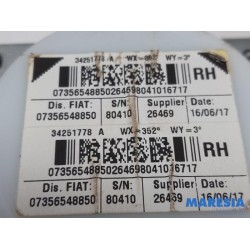 34251778 A WX=352° WY=3°
RH
07356548850264698041016717
Dis. FIAT: S/N: Supplier Date:
07356548850 80410 26469 16/06/17
34251778 A WX=352° WY=3°
RH
07356548850264698041016717
Dis. FIAT: S/N: Supplier Date:
07356548850 80410 26469 16/06/17
MARESIA